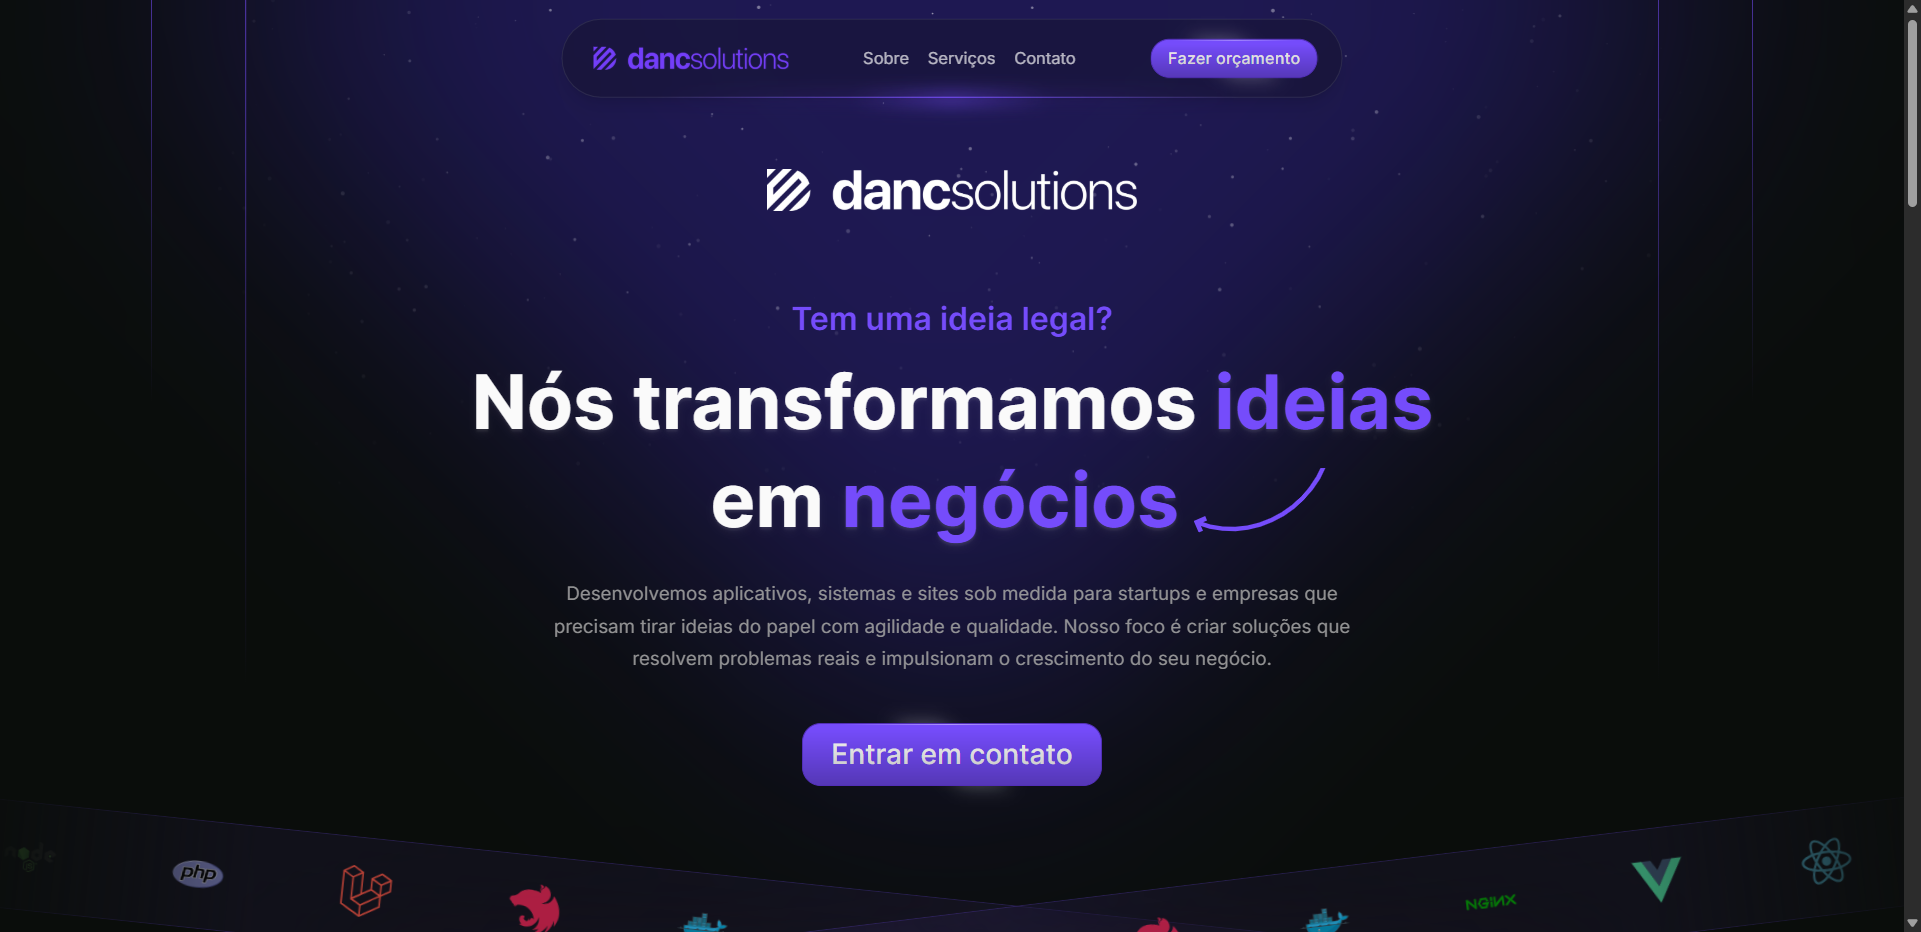 dancsolutions
Sobre Serviços Contato
Fazer orçamento
dancsolutions
Tem uma ideia legal?
Nós transformamos ideias
em negócios
Desenvolvemos aplicativos, sistemas e sites sob medida para startups e empresas que
precisam tirar ideias do papel com agilidade e qualidade. Nosso foco é criar soluções que
resolvem problemas reais e impulsionam o crescimento do seu negócio.
Entrar em contato
php
NGINX